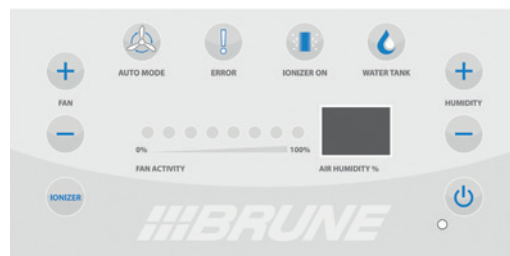 AUTO MODE
ERROR
IONIZER ON
WATER TANK
FAN
HUMIDITY
0%
100%
FAN ACTIVITY
AIR HUMIDITY %
IONIZER
BRUNE